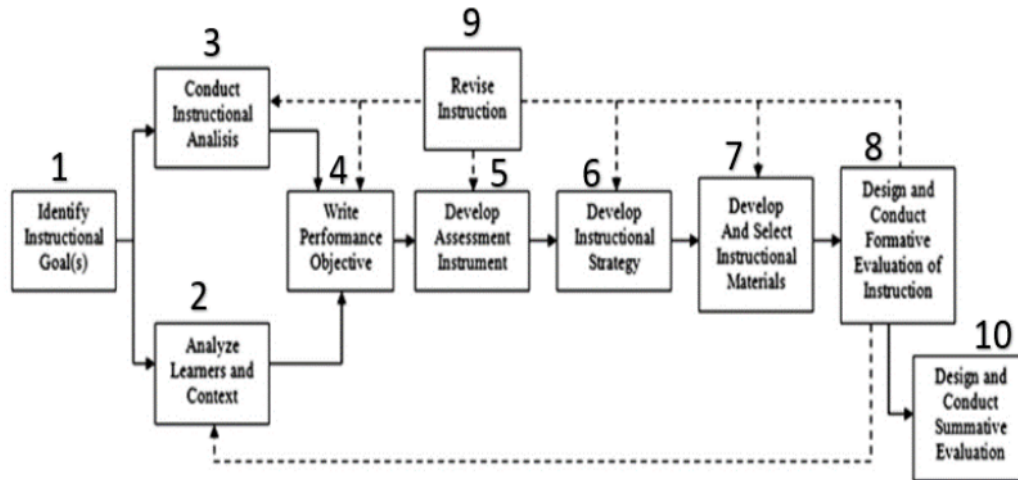 1
Identify
Instructional
Goal(s)
2
Analyze
Learners and
Context
3
Conduct
Instructional
Analisis
4
Write
Performance
Objective
5
Develop
Assessment
Instrument
6
Develop
Instructional
Strategy
7
Develop
And Select
Instructional
Materials
8
Design and
Conduct
Formative
Evaluation of
Instruction
9
Revise
Instruction
10
Design and
Conduct
Summative
Evaluation